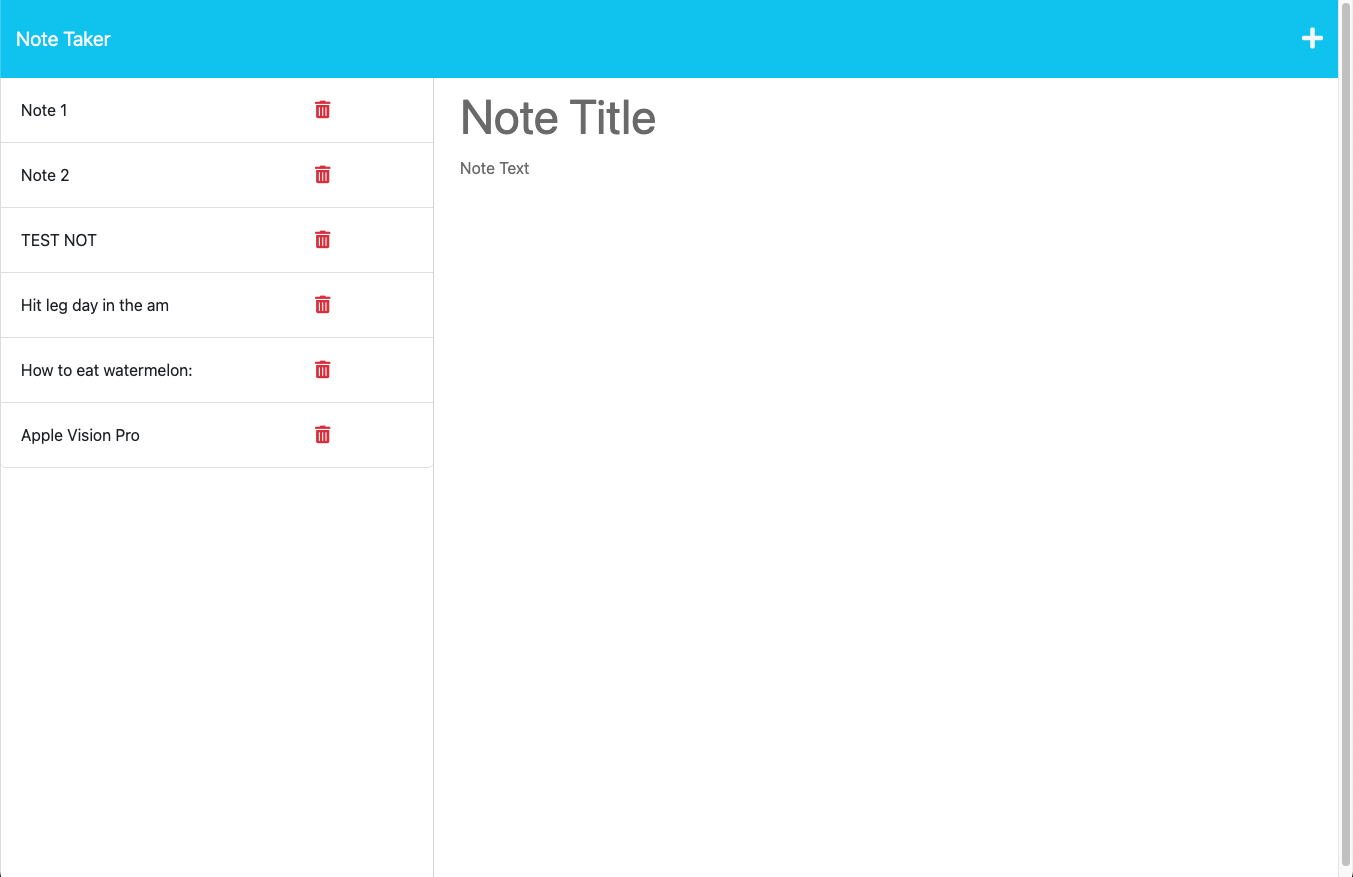 Note Taker
Note 1
Note 2
TEST NOT
Hit leg day in the am
How to eat watermelon:
Apple Vision Pro
Note Title
Note Text